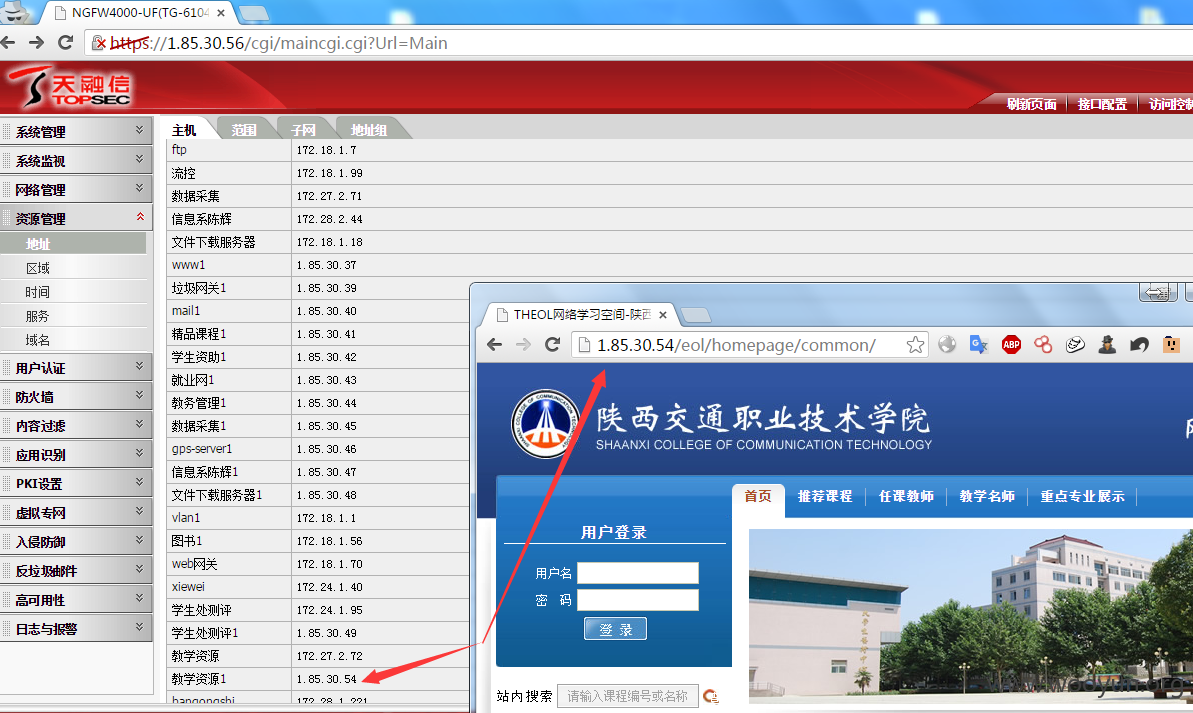 NGFW4000-UF(TG-6104
https://1.85.30.56/cgi/maincgi.cgi?Url=Main
天融信
TOPSEC
刷新页面 接口配置 访问控制
系统管理
系统监视
网络管理
资源管理
地址
区域
时间
服务
域名
用户认证
防火墙
内容过滤
应用识别
PKI设置
虚拟专网
入侵防御
反垃圾邮件
高可用性
日志与报警
主机 范围 子网 地址组
ftp 172.18.1.7
流控 172.18.1.99
数据采集 172.27.2.71
信息系陈辉 172.28.2.44
文件下载服务器 172.18.1.18
www1 1.85.30.37
垃圾网关1 1.85.30.39
mail1 1.85.30.40
精品课程1 1.85.30.41
学生资助1 1.85.30.42
就业网1 1.85.30.43
教务管理1 1.85.30.44
数据采集1 1.85.30.45
gps-server1 1.85.30.46
信息系陈辉1 1.85.30.47
文件下载服务器1 1.85.30.48
vlan1 172.18.1.1
图书1 172.18.1.56
web网关 172.18.1.70
xiewei 172.24.1.40
学生处测评 172.24.1.95
学生处测评1 1.85.30.49
教学资源 172.27.2.72
教学资源1 1.85.30.54
hangongshi 172.28.1.221
THEOL网络学习空间-陕西
1.85.30.54/eol/homepage/common/
ABP
陕西交通职业技术学院
SHAANXI COLLEGE OF COMMUNICATION TECHNOLOGY
首页 推荐课程 任课教师 教学名师 重点专业展示
用户登录
用户名
密 码
登 录
站内搜索 请输入课程编号或名称